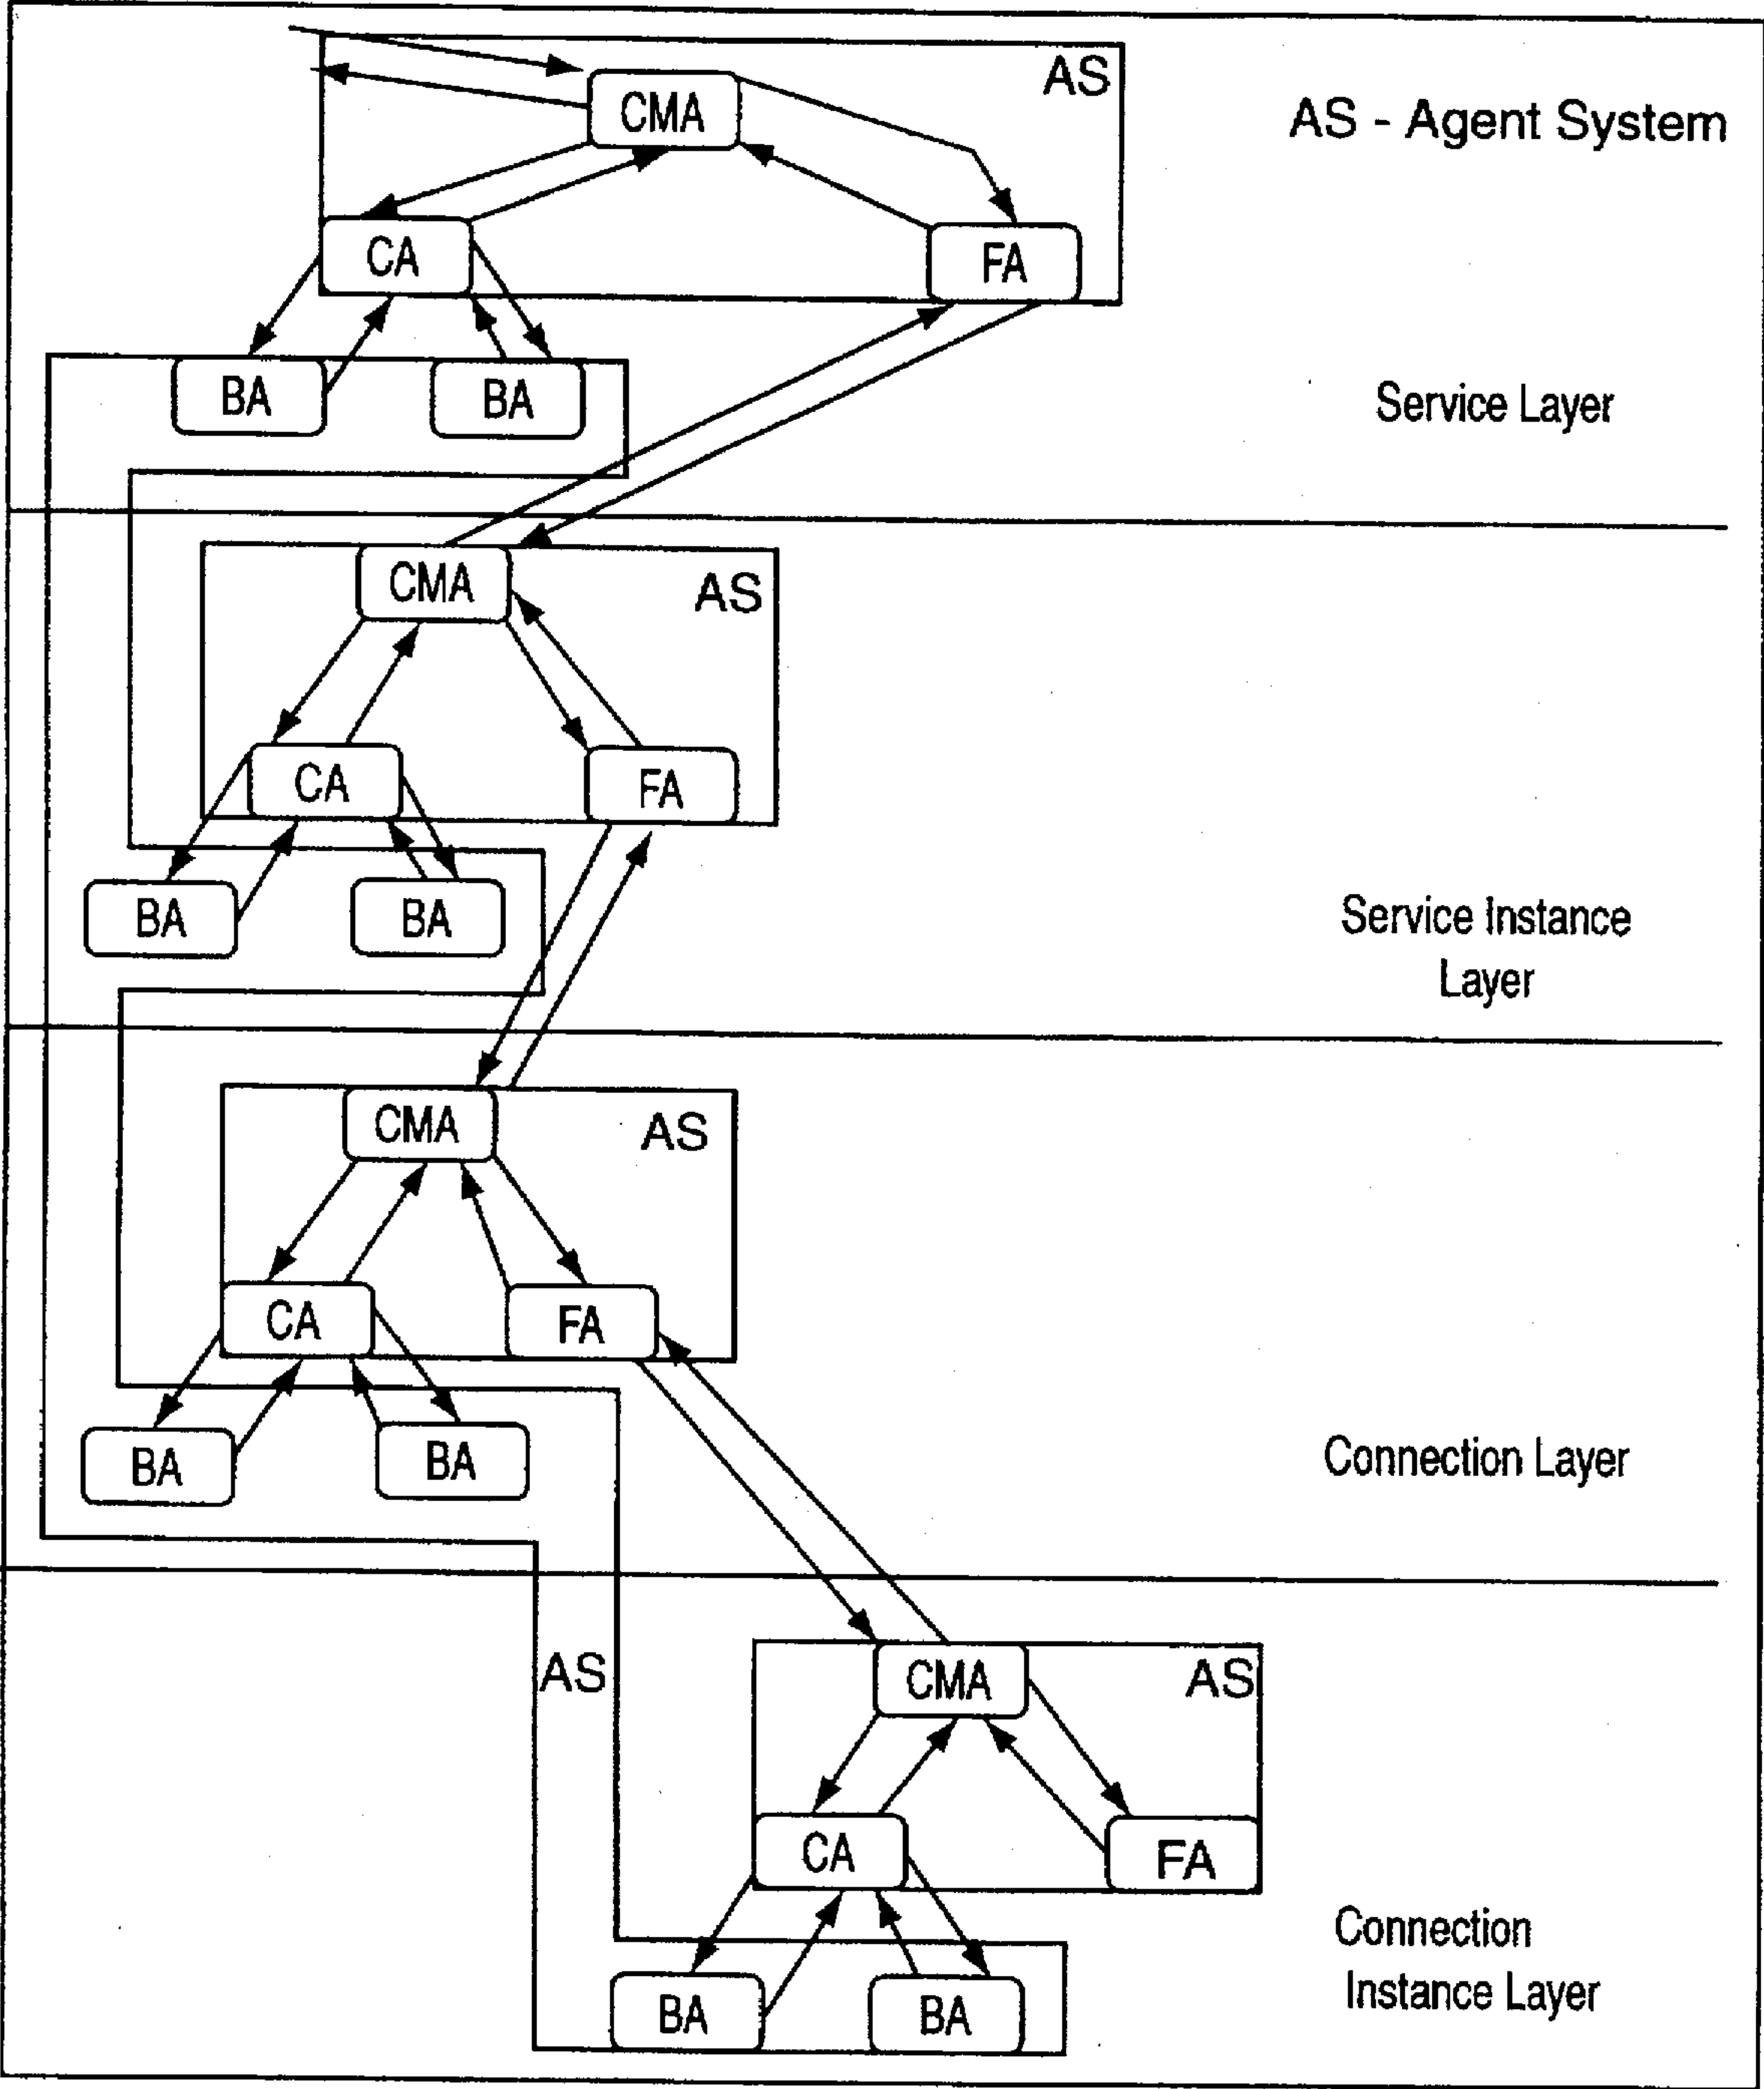 AS
CMA
AS - Agent System
CA
FA
BA
BA
Service Layer
CMA
AS
CA
FA
BA
BA
Service Instance
Layer
CMA
AS
CA
FA
BA
BA
Connection Layer
AS
CMA
AS
CA
FA
Connection
Instance Layer
BA
BA